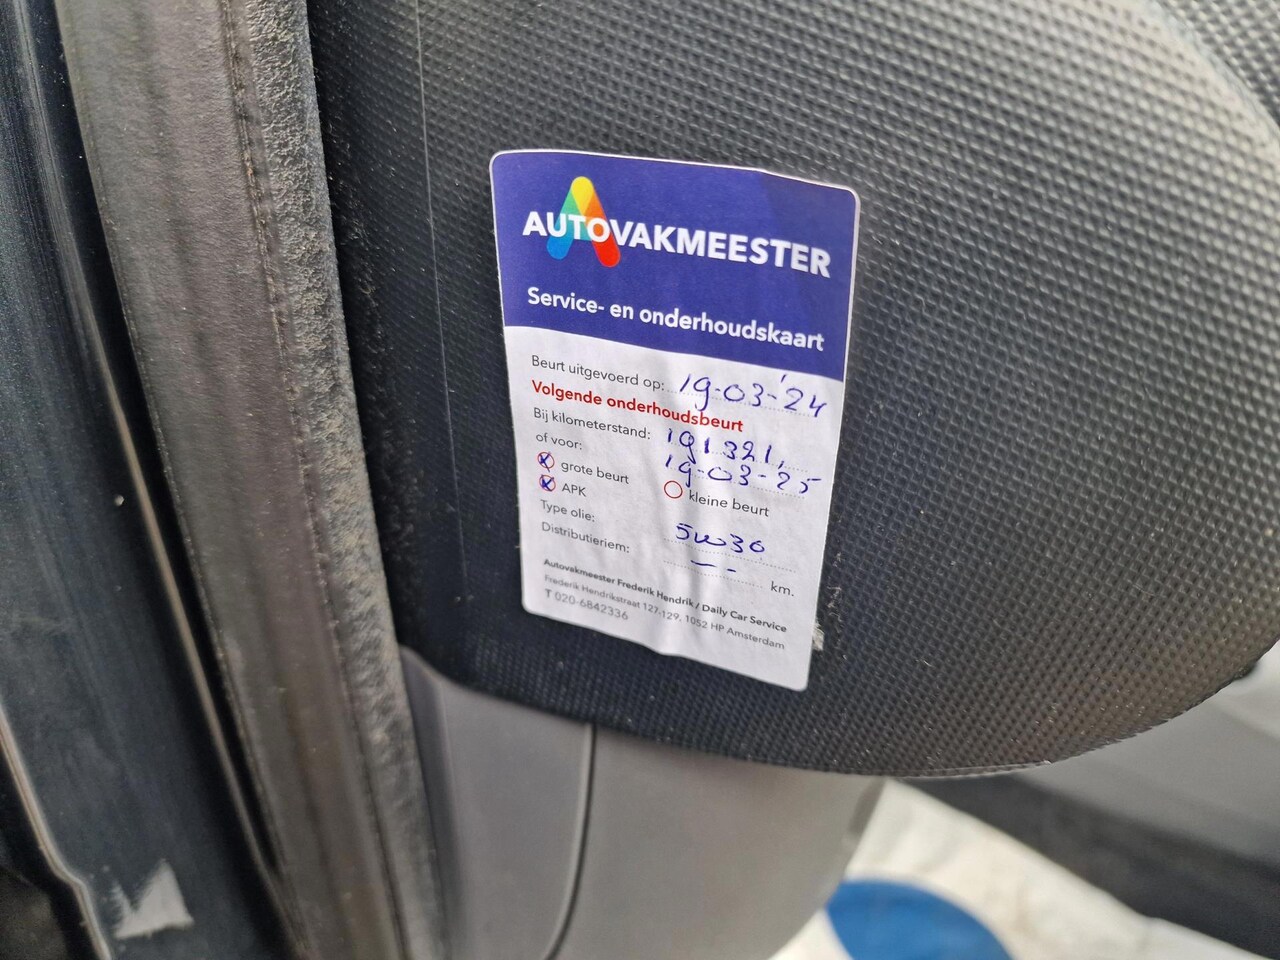 AUTOVAKMEESTER
Service- en onderhoudskaart
Beurt uitgevoerd op: 19-03-'24
Volgende onderhoudsbeurt
Bij kilometerstand: 191321,
of voor: 19-03-25
grote beurt kleine beurt
APK
Type olie: 5w30
Distributieriem: -- km.
Autovakmeester Frederik Hendrik / Daily Car Service
Frederik Hendrikstraat 127-129, 1052 HP Amsterdam
T 020-6842336